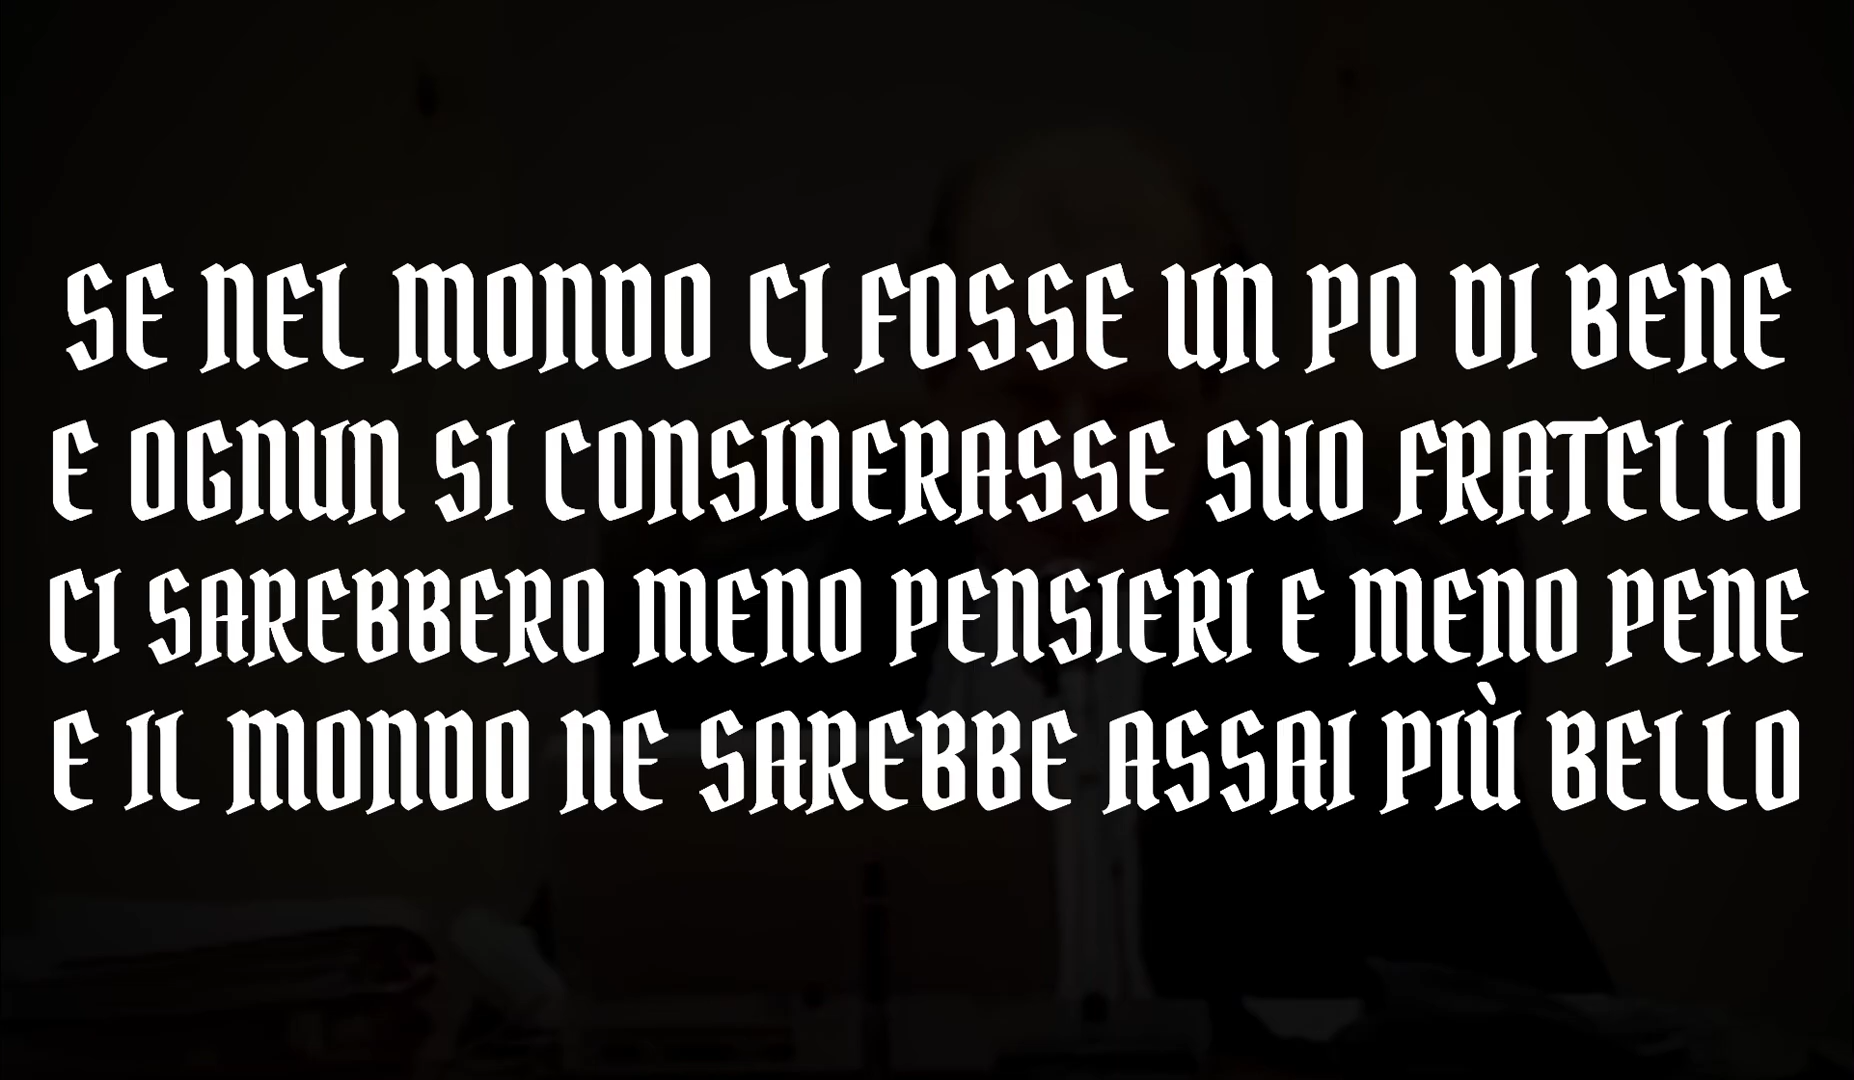 SE NEL MONDO CI FOSSE UN PO DI BENE
E OGNUN SI CONSIDERASSE SUO FRATELLO
CI SAREBBERO MENO PENSIERI E MENO PENE
E IL MONDO NE SAREBBE ASSAI PIÙ BELLO